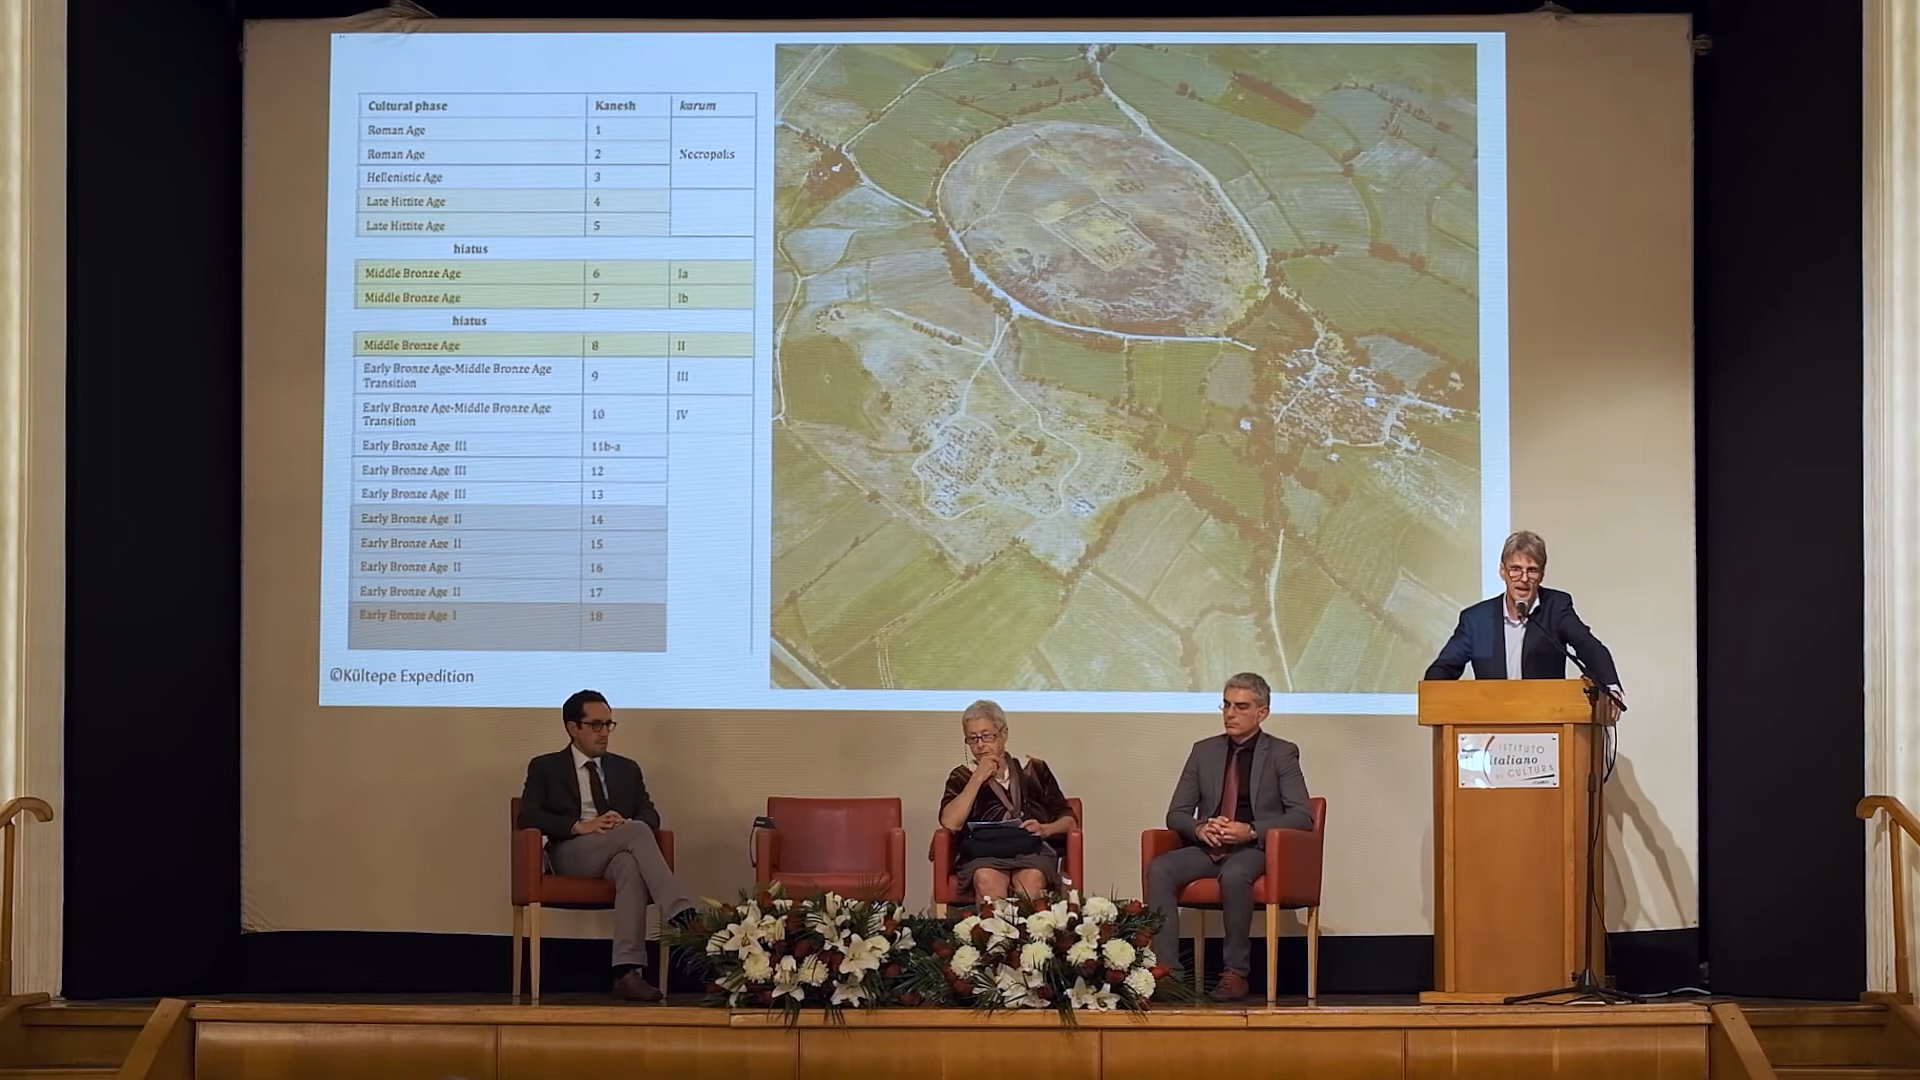 Cultural phase Kanesh karum
Roman Age 1
Roman Age 2 Necropolis
Hellenistic Age 3
Late Hittite Age 4
Late Hittite Age 5
hiatus
Middle Bronze Age 6 Ia
Middle Bronze Age 7 Ib
hiatus
Middle Bronze Age 8 II
Early Bronze Age-Middle Bronze Age
Transition 9 III
Early Bronze Age-Middle Bronze Age
Transition 10 IV
Early Bronze Age III 11b-a
Early Bronze Age III 12
Early Bronze Age III 13
Early Bronze Age II 14
Early Bronze Age II 15
Early Bronze Age II 16
Early Bronze Age II 17
Early Bronze Age I 18
©Kültepe Expedition
ISTITUTO
italiano
DI CULTURA